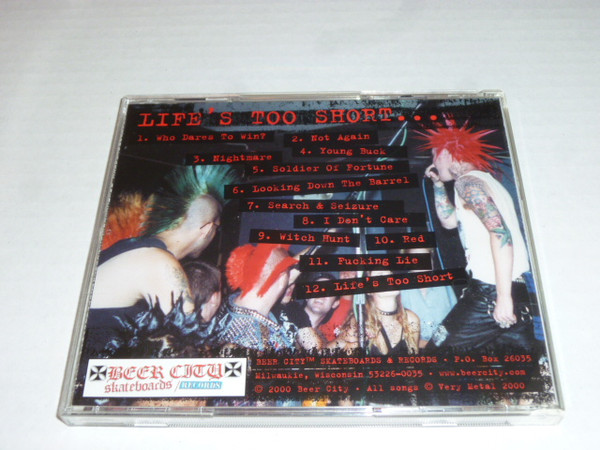 LIFE'S TOO SHORT....
1. Who Dares To Win?
2. Not Again
3. Nightmare
4. Young Buck
5. Soldier Of Fortune
6. Looking Down The Barrel
7. Search & Seizure
8. I Don't Care
9. Witch Hunt
10. Red
11. Fucking Lie
12. Life's Too Short
BEER CITY
skateboards
/RECORDS
BEER CITY™ SKATEBOARDS & RECORDS · P.O. Box 26035
Milwaukie, Wisconsin 53226-0035 · www.beercity.com
© 2000 Beer City · All songs © Very Metal 2000